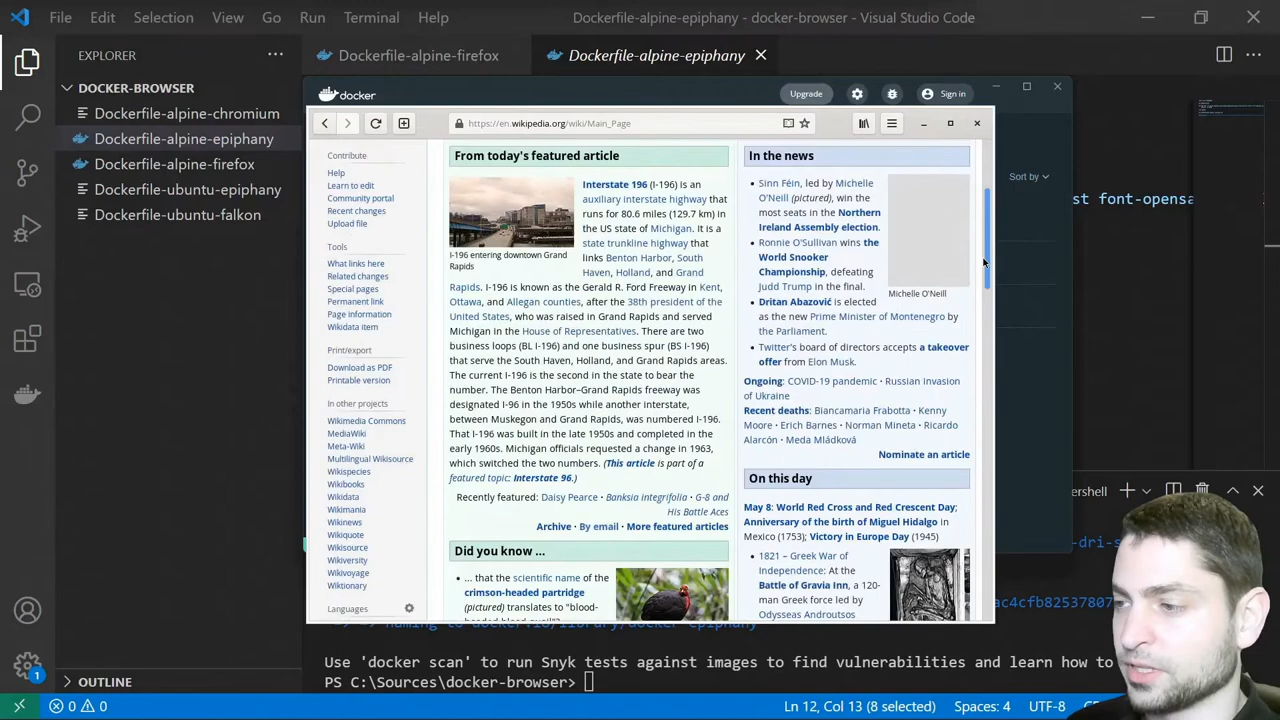 File Edit Selection View Go Run Terminal Help
Dockerfile-alpine-epiphany - docker-browser - Visual Studio Code
EXPLORER
DOCKER-BROWSER
Dockerfile-alpine-chromium
Dockerfile-alpine-epiphany
Dockerfile-alpine-firefox
Dockerfile-ubuntu-epiphany
Dockerfile-ubuntu-falkon
OUTLINE
Dockerfile-alpine-firefox
Dockerfile-alpine-epiphany
docker
Upgrade
Sign in
Sort by
st font-opensa
https://en.wikipedia.org/wiki/Main_Page
Contribute
Help
Learn to edit
Community portal
Recent changes
Upload file
Tools
What links here
Related changes
Special pages
Permanent link
Page information
Wikidata item
Print/export
Download as PDF
Printable version
In other projects
Wikimedia Commons
MediaWiki
Meta-Wiki
Multilingual Wikisource
Wikispecies
Wikibooks
Wikidata
Wikimania
Wikinews
Wikiquote
Wikisource
Wikiversity
Wikivoyage
Wiktionary
Languages
From today's featured article
I-196 entering downtown Grand
Rapids
Interstate 196 (I-196) is an
auxiliary interstate highway that
runs for 80.6 miles (129.7 km) in
the US state of Michigan. It is a
state trunkline highway that
links Benton Harbor, South
Haven, Holland, and Grand
Rapids. I-196 is known as the Gerald R. Ford Freeway in Kent,
Ottawa, and Allegan counties, after the 38th president of the
United States, who was raised in Grand Rapids and served
Michigan in the House of Representatives. There are two
business loops (BL I-196) and one business spur (BS I-196)
that serve the South Haven, Holland, and Grand Rapids areas.
The current I-196 is the second in the state to bear the
number. The Benton Harbor–Grand Rapids freeway was
designated I-96 in the 1950s while another interstate,
between Muskegon and Grand Rapids, was numbered I-196.
That I-196 was built in the late 1950s and completed in the
early 1960s. Michigan officials requested a change in 1963,
which switched the two numbers. (This article is part of a
featured topic: Interstate 96.)
Recently featured: Daisy Pearce · Banksia integrifolia · G-8 and
His Battle Aces
Archive · By email · More featured articles
Did you know ...
... that the scientific name of the
crimson-headed partridge
(pictured) translates to "blood-
In the news
Sinn Féin, led by Michelle
O'Neill (pictured), win the
most seats in the Northern
Ireland Assembly election.
Ronnie O'Sullivan wins the
World Snooker
Championship, defeating
Judd Trump in the final.
Michelle O'Neill
Dritan Abazović is elected
as the new Prime Minister of Montenegro by
the Parliament.
Twitter's board of directors accepts a takeover
offer from Elon Musk.
Ongoing: COVID-19 pandemic · Russian Invasion
of Ukraine
Recent deaths: Biancamaria Frabotta · Kenny
Moore · Erich Barnes · Norman Mineta · Ricardo
Alarcón · Meda Mládková
Nominate an article
On this day
May 8: World Red Cross and Red Crescent Day;
Anniversary of the birth of Miguel Hidalgo in
Mexico (1753); Victory in Europe Day (1945)
1821 – Greek War of
Independence: At the
Battle of Gravia Inn, a 120-
man Greek force led by
Odysseas Androutsos
ershell
-dri-s
ac4cfb82537807
=> => naming to docker.io/library/docker-epiphany
Use 'docker scan' to run Snyk tests against images to find vulnerabilities and learn how to
PS C:\Sources\docker-browser>
1
0 0
Ln 12, Col 13 (8 selected) Spaces: 4 UTF-8